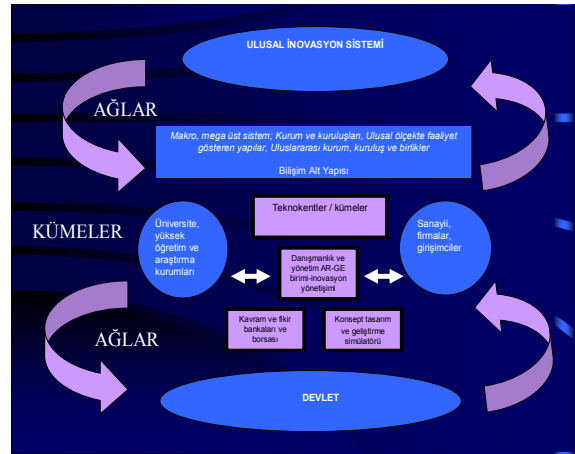 ULUSAL İNOVASYON SİSTEMİ
AĞLAR
Makro, mega üst sistem; Kurum ve kuruluşları, Ulusal ölçekte faaliyet
gösteren yapılar, Uluslararası kurum, kuruluş ve birlikler
Bilişim Alt Yapısı
KÜMELER
Üniversite,
yüksek
öğretim ve
araştırma
kurumları
Teknokentler / kümeler
Sanayii,
firmalar,
girişimciler
Danışmanlık ve
yönetim AR-GE
birimi-inovasyon
yönetişimi
Kavram ve fikir
bankaları ve
borsası
Konsept tasarım
ve geliştirme
simülatörü
AĞLAR
DEVLET